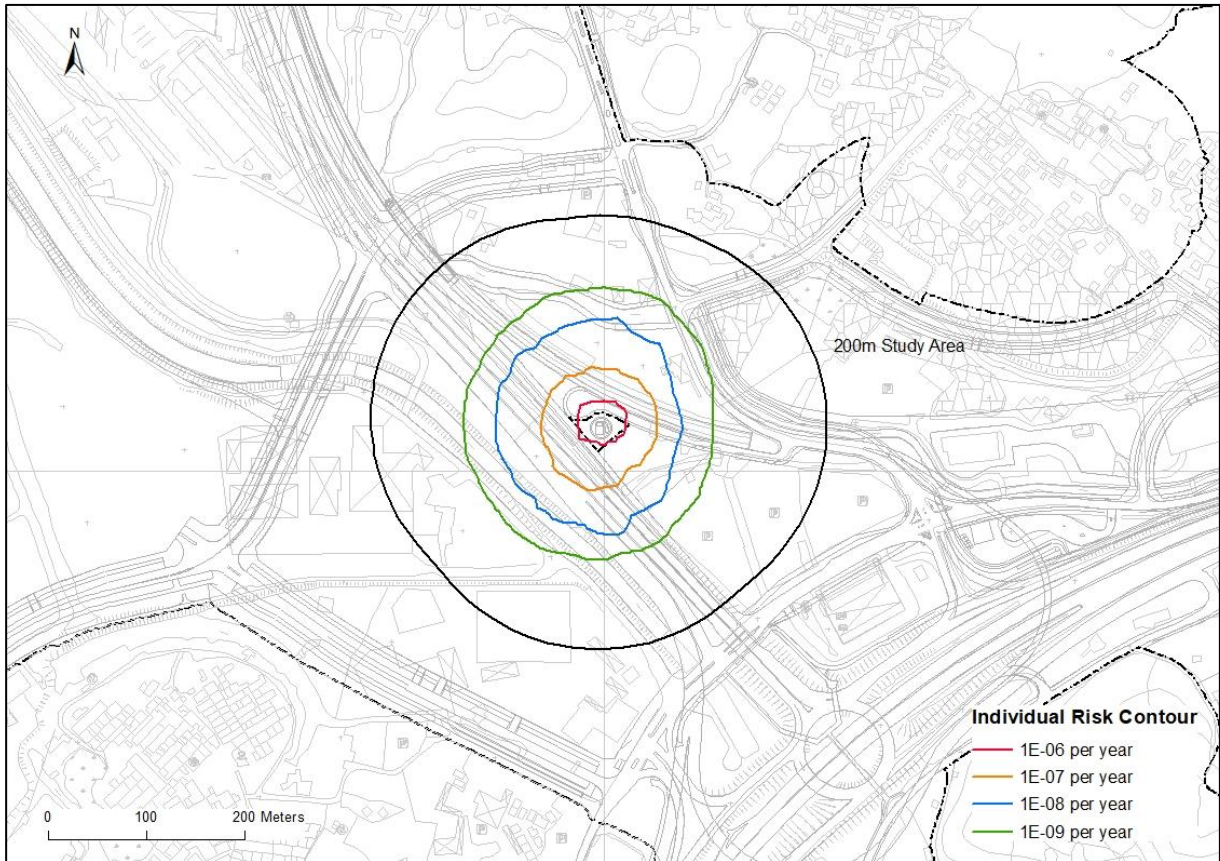 N
200m Study Area
Individual Risk Contour
1E-06 per year
1E-07 per year
1E-08 per year
1E-09 per year
0 100 200 Meters
P
P
P
P
P
P
P